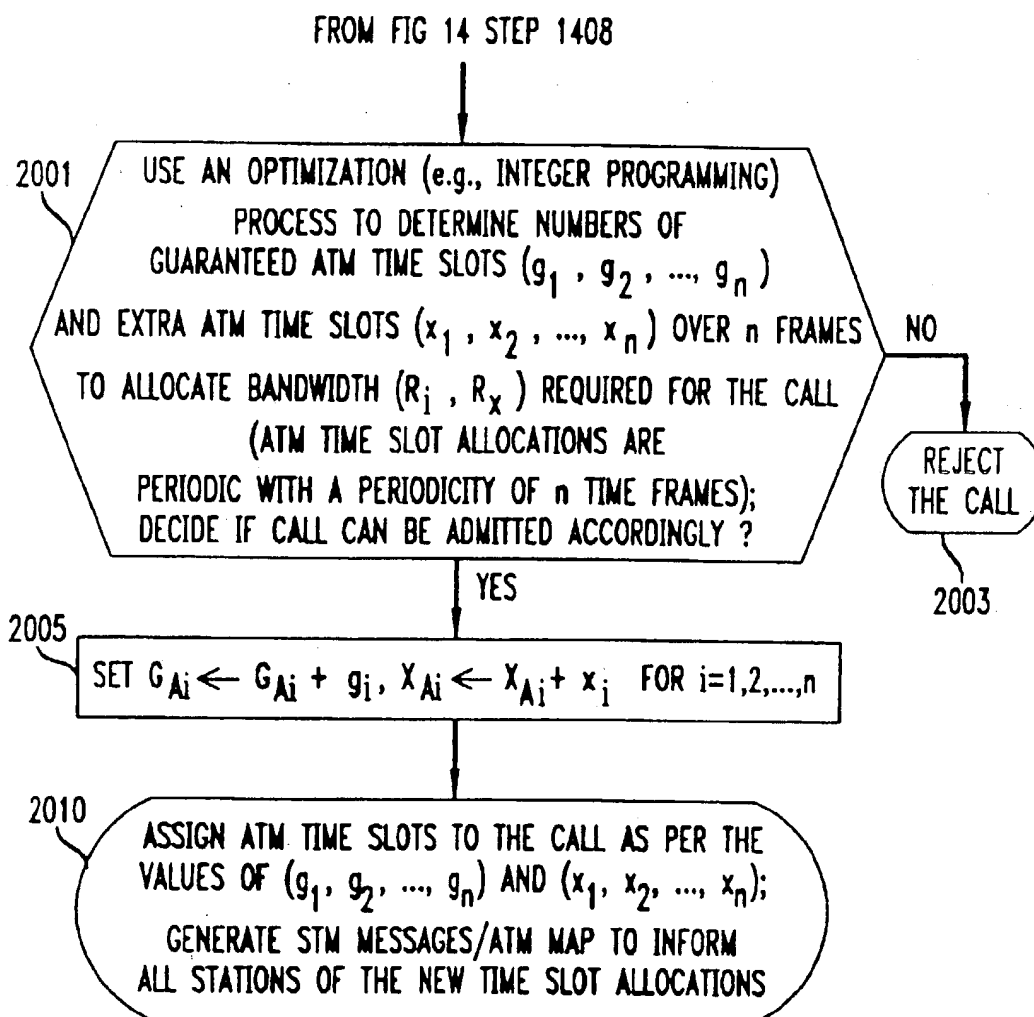 FROM FIG 14 STEP 1408
2001
USE AN OPTIMIZATION (e.g., INTEGER PROGRAMMING)
PROCESS TO DETERMINE NUMBERS OF
GUARANTEED ATM TIME SLOTS (g1 , g2 , ..., gn )
AND EXTRA ATM TIME SLOTS (x1 , x2 , ..., xn ) OVER n FRAMES
TO ALLOCATE BANDWIDTH (Ri , Rx ) REQUIRED FOR THE CALL
(ATM TIME SLOT ALLOCATIONS ARE
PERIODIC WITH A PERIODICITY OF n TIME FRAMES);
DECIDE IF CALL CAN BE ADMITTED ACCORDINGLY ?
NO
REJECT
THE CALL
2003
YES
2005
SET GAi ← GAi + gi, XAi ← XAi + xi FOR i=1,2,...,n
2010
ASSIGN ATM TIME SLOTS TO THE CALL AS PER THE
VALUES OF (g1, g2, ..., gn) AND (x1, x2, ..., xn);
GENERATE STM MESSAGES/ATM MAP TO INFORM
ALL STATIONS OF THE NEW TIME SLOT ALLOCATIONS